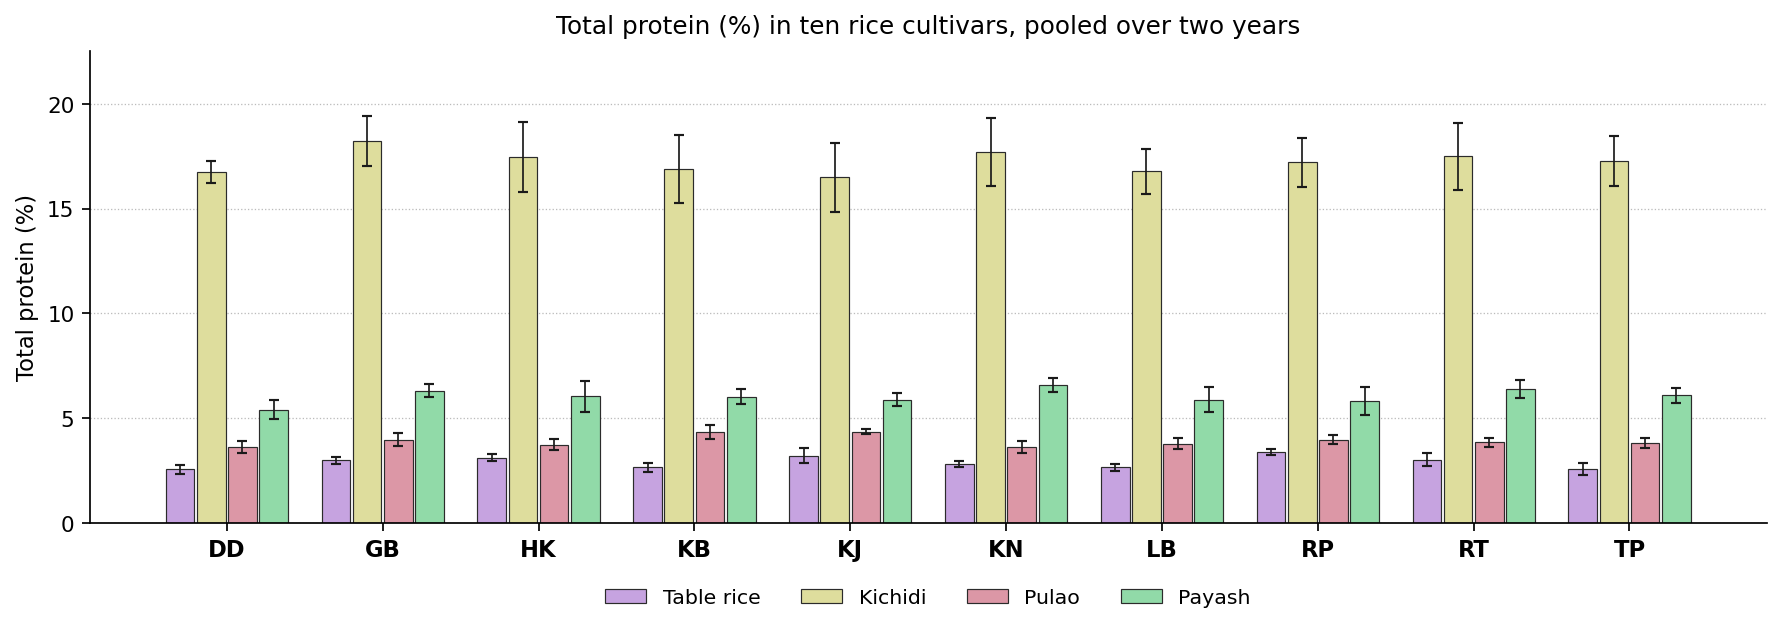 Total protein (%) in ten rice cultivars, pooled over two years
Total protein (%)
20
15
10
5
0
DD GB HK KB KJ KN LB RP RT TP
Table rice Kichidi Pulao Payash